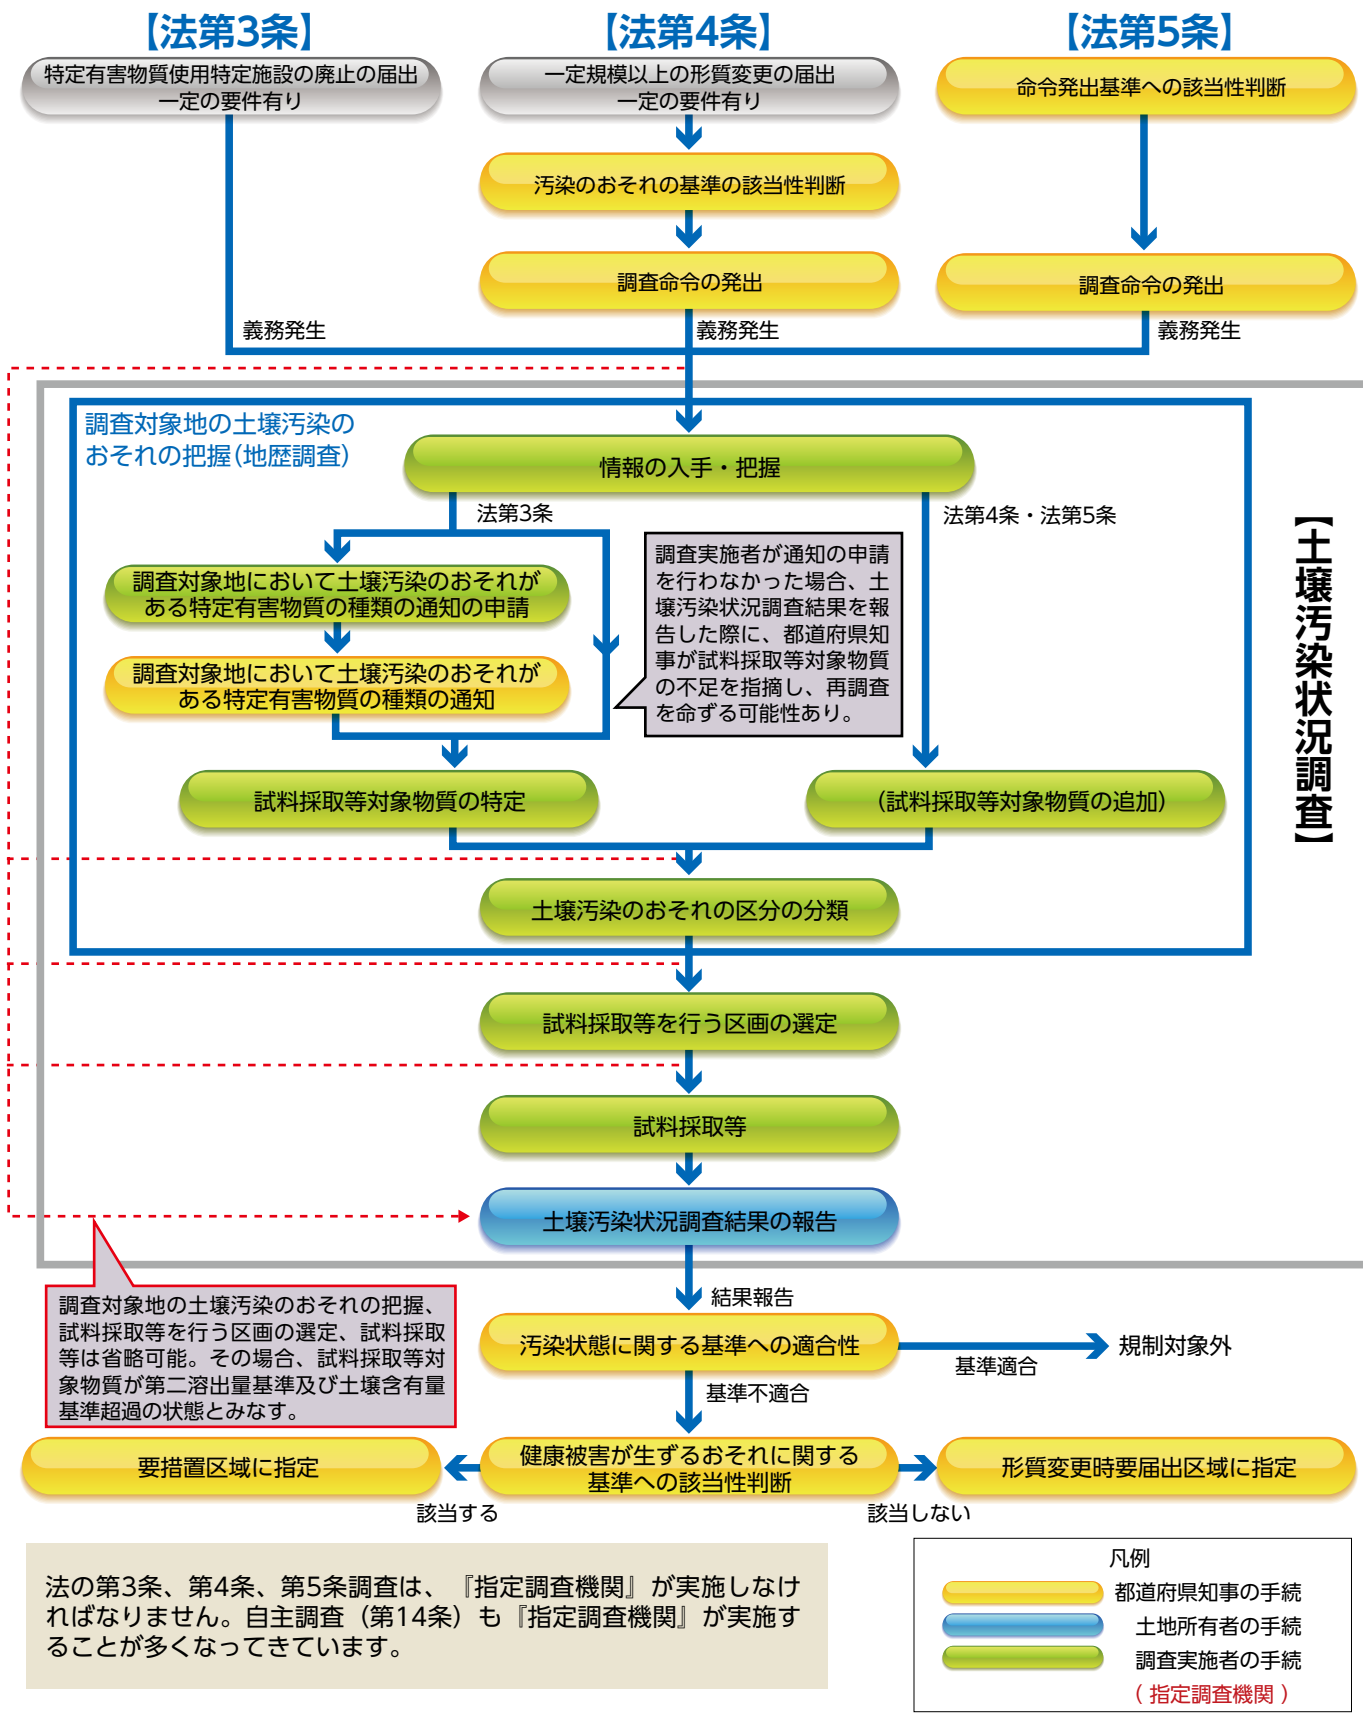 【法第3条】
特定有害物質使用特定施設の廃止の届出
一定の要件有り
【法第4条】
一定規模以上の形質変更の届出
一定の要件有り
【法第5条】
命令発出基準への該当性判断
汚染のおそれの基準の該当性判断
調査命令の発出
調査命令の発出
義務発生
義務発生
義務発生
【土壌汚染状況調査】
調査対象地の土壌汚染の
おそれの把握(地歴調査)
情報の入手・把握
法第3条
法第4条・法第5条
調査対象地において土壌汚染のおそれが
ある特定有害物質の種類の通知の申請
調査対象地において土壌汚染のおそれが
ある特定有害物質の種類の通知
調査実施者が通知の申請
を行わなかった場合、土
壌汚染状況調査結果を報
告した際に、都道府県知
事が試料採取等対象物質
の不足を指摘し、再調査
を命ずる可能性あり。
試料採取等対象物質の特定
(試料採取等対象物質の追加)
土壌汚染のおそれの区分の分類
試料採取等を行う区画の選定
試料採取等
土壌汚染状況調査結果の報告
調査対象地の土壌汚染のおそれの把握、
試料採取等を行う区画の選定、試料採取
等は省略可能。その場合、試料採取等対
象物質が第二溶出量基準及び土壌含有量
基準超過の状態とみなす。
結果報告
汚染状態に関する基準への適合性
基準適合
規制対象外
基準不適合
要措置区域に指定
健康被害が生ずるおそれに関する
基準への該当性判断
形質変更時要届出区域に指定
該当する
該当しない
法の第3条、第4条、第5条調査は、『指定調査機関』が実施しなけ
ればなりません。自主調査（第14条）も『指定調査機関』が実施す
ることが多くなってきています。
凡例
都道府県知事の手続
土地所有者の手続
調査実施者の手続
(指定調査機関)